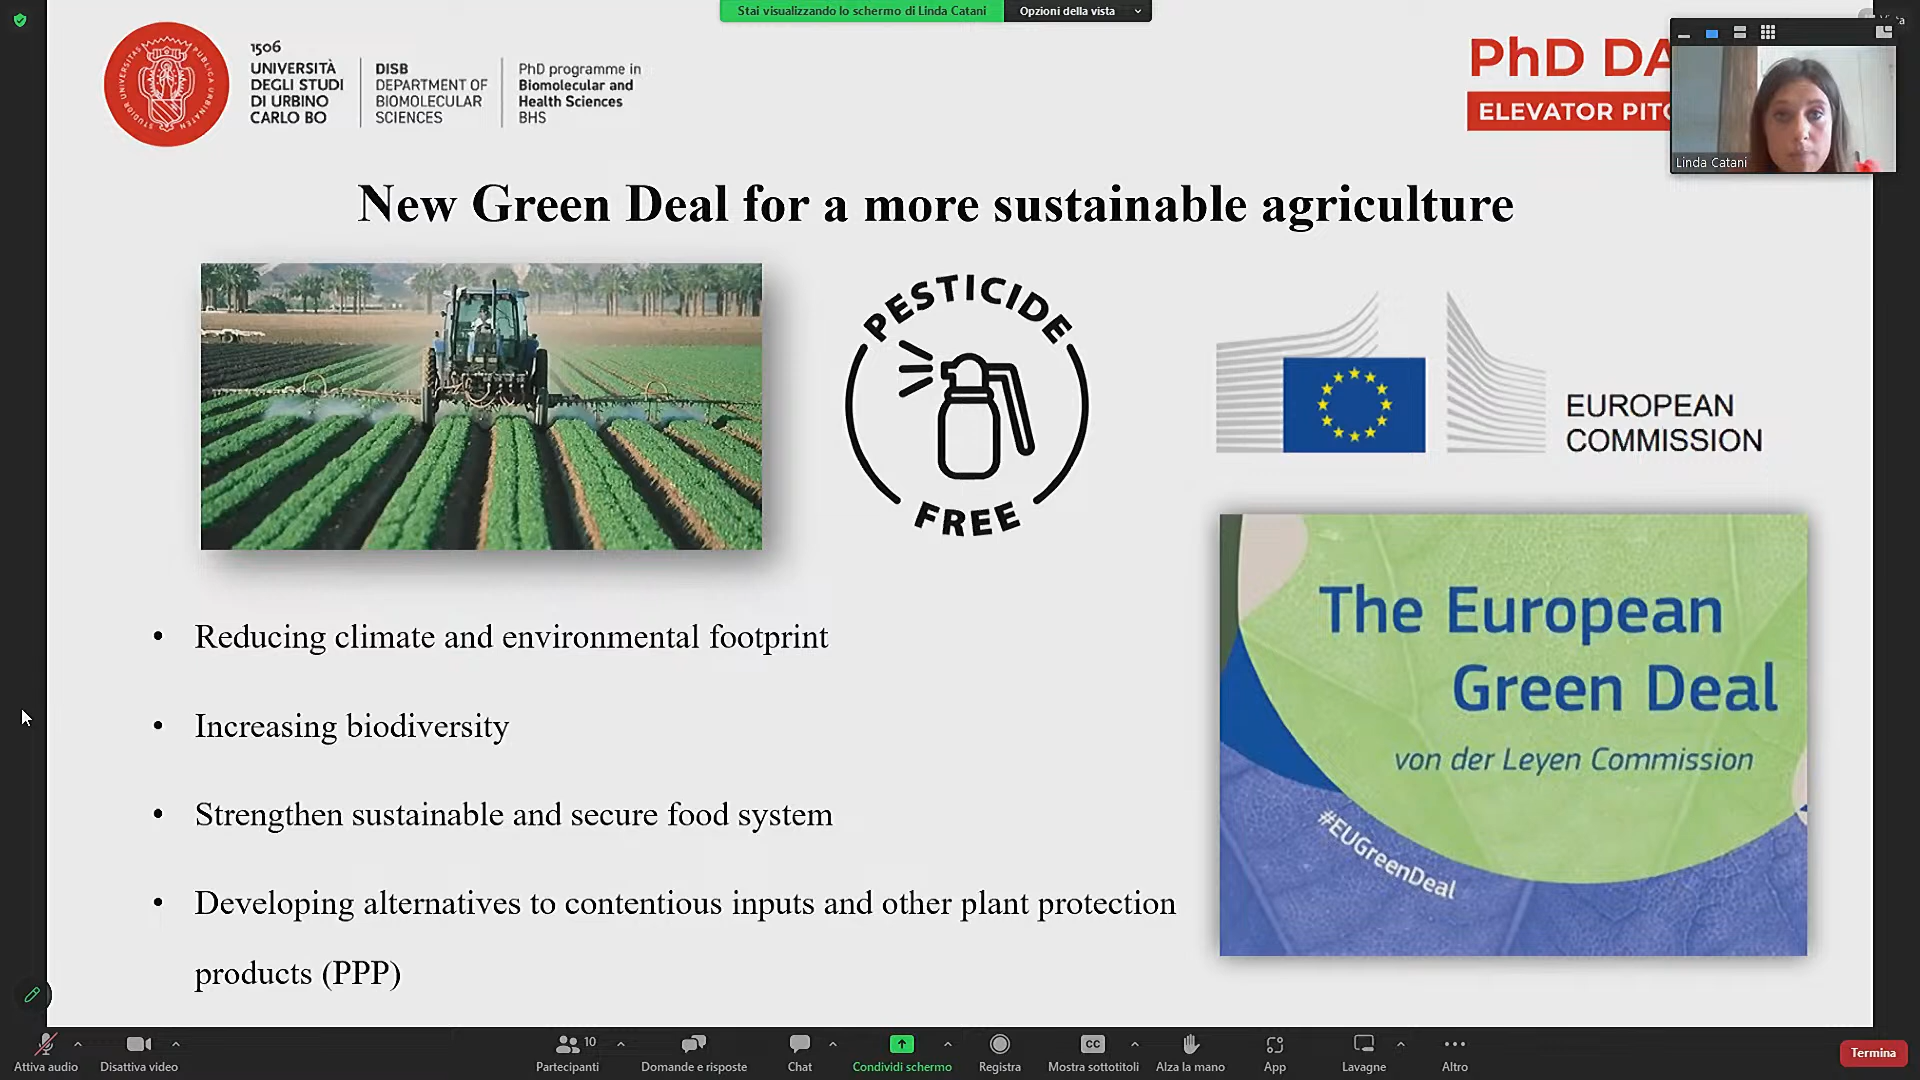 Stai visualizzando lo schermo di Linda Catani
Opzioni della vista
1506
UNIVERSITÀ
DEGLI STUDI
DI URBINO
CARLO BO
DISB
DEPARTMENT OF
BIOMOLECULAR
SCIENCES
PhD programme in
Biomolecular and
Health Sciences
BHS
PhD DA
ELEVATOR PITC
Linda Catani
New Green Deal for a more sustainable agriculture
PESTICIDE
FREE
EUROPEAN
COMMISSION
The European
Green Deal
von der Leyen Commission
#EUGreenDeal
• Reducing climate and environmental footprint
• Increasing biodiversity
• Strengthen sustainable and secure food system
• Developing alternatives to contentious inputs and other plant protection
products (PPP)
Attiva audio
Disattiva video
10
Partecipanti
Domande e risposte
Chat
Condividi schermo
Registra
CC
Mostra sottotitoli
Alza la mano
App
Lavagne
Altro
Termina